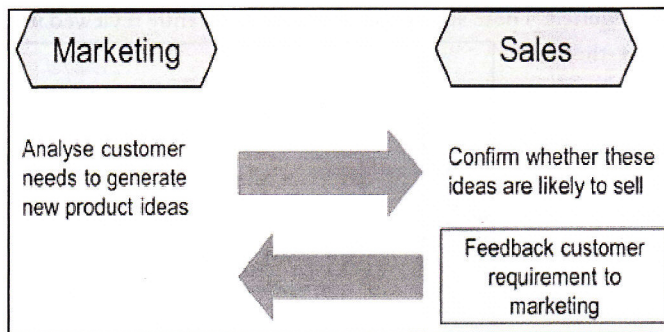 Marketing
Sales
Analyse customer
needs to generate
new product ideas
Confirm whether these
ideas are likely to sell
Feedback customer
requirement to
marketing